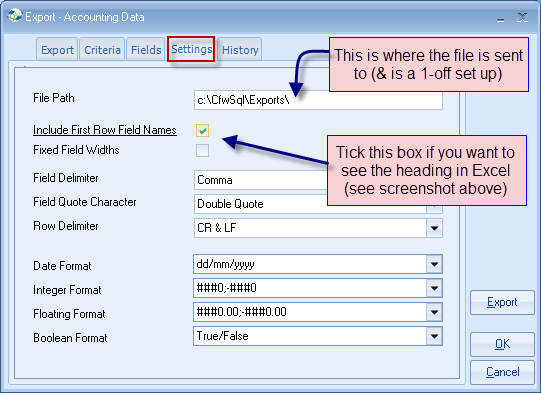 Export - Accounting Data
Export Criteria Fields Settings History
This is where the file is sent
to (& is a 1-off set up)
File Path c:\CfwSql\Exports\
Include First Row Field Names
Fixed Field Widths
Tick this box if you want to
see the heading in Excel
(see screenshot above)
Field Delimiter Comma
Field Quote Character Double Quote
Row Delimiter CR & LF
Date Format dd/mm/yyyy
Integer Format ###0;-###0
Floating Format ###0.00;-###0.00
Boolean Format True/False
Export
OK
Cancel